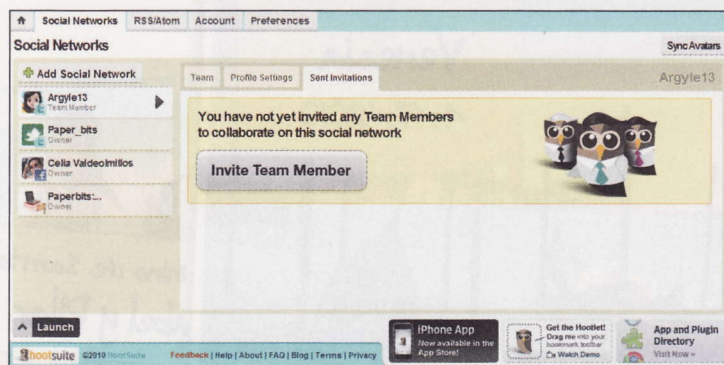 Social Networks RSS/Atom Account Preferences
Social Networks
Sync Avatars
Add Social Network
Team Profile Settings Sent Invitations
Argyle13
Argyle13
Team Member
Paper_bits
Owner
Celia Valdeolmillos
Owner
Paperbits:...
Owner
You have not yet invited any Team Members
to collaborate on this social network
Invite Team Member
Launch
iPhone App
Now available in the
App Store!
Get the Hootlet!
Drag me into your
bookmark toolbar
Watch Demo
App and Plugin
Directory
Visit Now »
hootsuite ©2010 HootSuite Feedback | Help | About | FAQ | Blog | Terms | Privacy